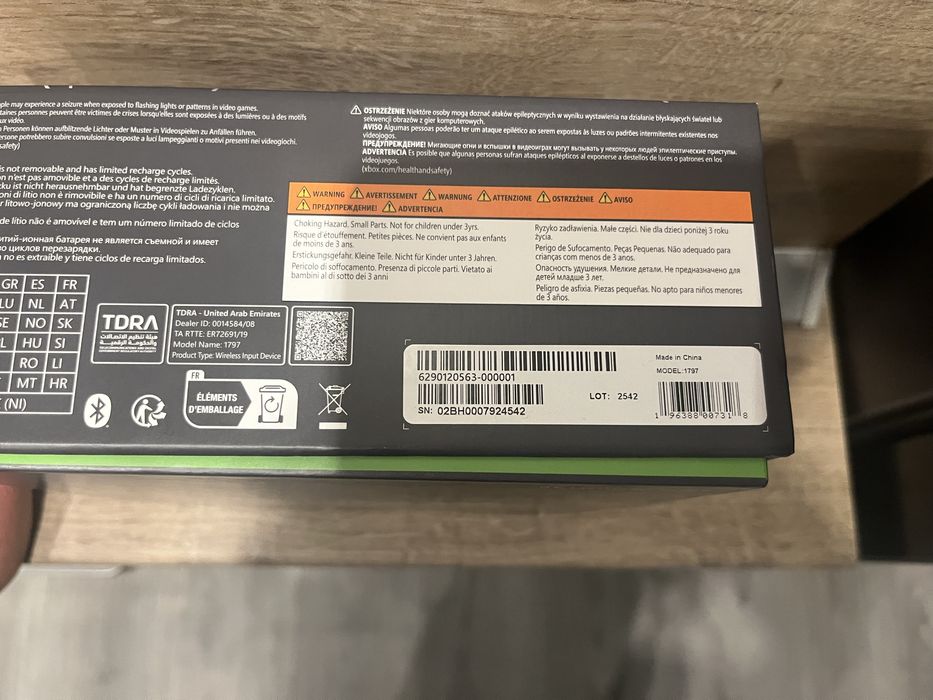 ple may experience a seizure when exposed to flashing lights or patterns in video games.
taines personnes peuvent être victimes de crises lorsqu'elles sont exposées à des lumières ou à des motifs
ux vidéo.
Personen können aufblitzende Lichter oder Muster in Videospielen zu Anfällen führen.
ersone potrebbero subire convulsioni se esposte a luci lampeggianti o motivi presenti nei videogiochi.
safety)
is not removable and has limited recharge cycles.
on n'est pas amovible et a des cycles de recharge limités.
cku ist nicht herausnehmbar und hat begrenzte Ladezyklen.
oni di litio non è rimovibile e ha un numero di cicli di ricarica limitato.
r litowo-jonowy ma ograniczoną liczbę cykli ładowania i nie można
de lítio não é amovível e tem um número limitado de ciclos
итий-ионная батарея не является съемной и имеет
о циклов перезарядки.
n no es extraíble y tiene ciclos de recarga limitados.
⚠ OSTRZEŻENIE Niektóre osoby mogą doznać ataków epileptycznych w wyniku wystawienia na działanie błyskających świateł lub
sekwencji obrazów z gier komputerowych.
AVISO Algumas pessoas poderão ter um ataque epilético ao serem expostas às luzes ou padrões intermitentes existentes nos
videojogos.
ПРЕДУПРЕЖДЕНИЕ! Мигающие огни и вспышки в видеоиграх могут вызывать у некоторых людей эпилептические приступы.
ADVERTENCIA Es posible que algunas personas sufran ataques epilépticos al exponerse a destellos de luces o patrones en los
videojuegos.
(xbox.com/healthandsafety)
⚠ WARNING ⚠ AVERTISSEMENT ⚠ WARNUNG ⚠ ATTENZIONE ⚠ OSTRZEŻENIE ⚠ AVISO
⚠ ПРЕДУПРЕЖДЕНИЕ! ⚠ ADVERTENCIA
Choking Hazard. Small Parts. Not for children under 3yrs.
Risque d'étouffement. Petites pièces. Ne convient pas aux enfants
de moins de 3 ans.
Erstickungsgefahr. Kleine Teile. Nicht für Kinder unter 3 Jahren.
Pericolo di soffocamento. Presenza di piccole parti. Vietato ai
bambini al di sotto dei 3 anni
Ryzyko zadławienia. Małe części. Nie dla dzieci poniżej 3 roku
życia.
Perigo de Sufocamento. Peças Pequenas. Não adequado para
crianças com menos de 3 anos.
Опасность удушения. Мелкие детали. Не предназначено для
детей младше 3 лет.
Peligro de asfixia. Piezas pequeñas. No apto para niños menores
de 3 años.
GR ES FR
LU NL AT
SE NO SK
L HU SI
RO LI
MT HR
(NI)
TDRA
هيئة تنظيم الاتصالات
والحكومة الرقمية
TDRA - United Arab Emirates
Dealer ID: 0014584/08
TA RTTE: ER72691/19
Model Name: 1797
Product Type: Wireless Input Device
FR
ÉLÉMENTS
D'EMBALLAGE
6290120563-000001
SN: 02BH0007924542
LOT: 2542
Made in China
MODEL:1797
1 96388 00731 8